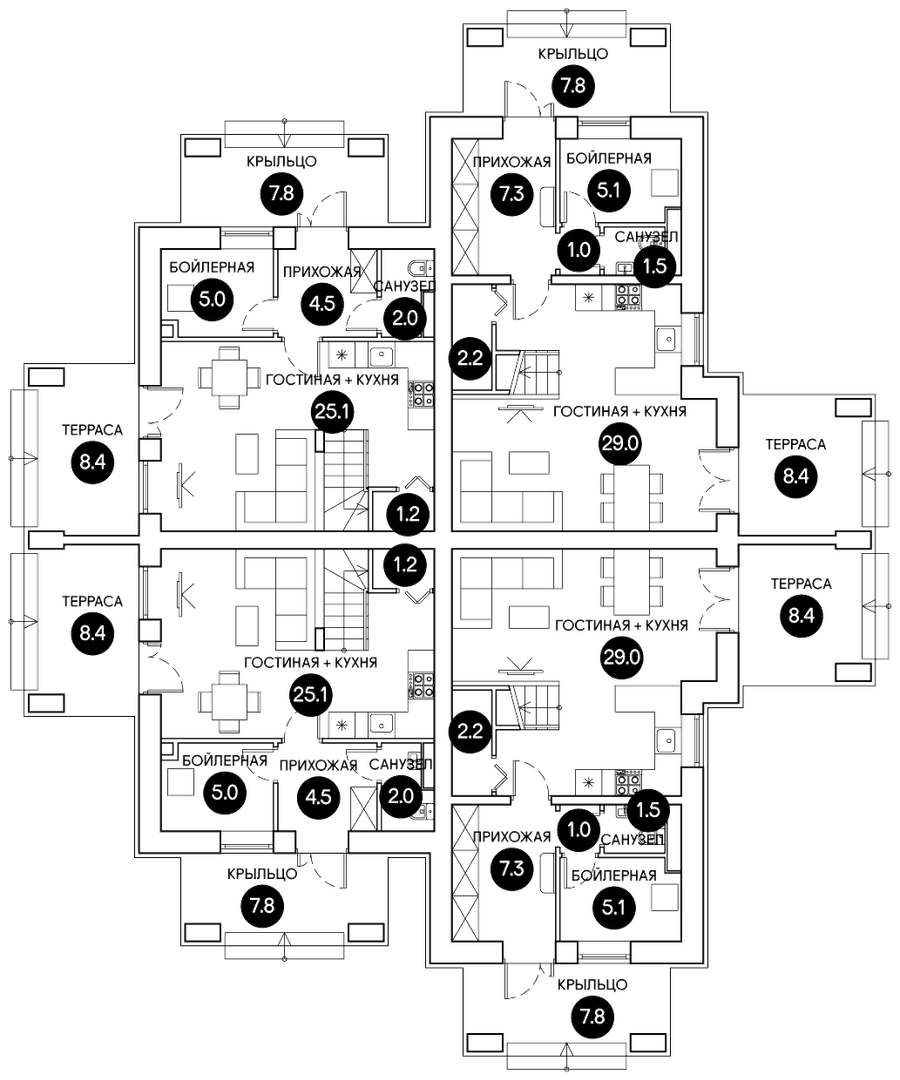 КРЫЛЬЦО
7.8
КРЫЛЬЦО
7.8
ПРИХОЖАЯ
7.3
БОЙЛЕРНАЯ
5.1
1.0
САНУЗЕЛ
1.5
БОЙЛЕРНАЯ
5.0
ПРИХОЖАЯ
4.5
САНУЗЕЛ
2.0
2.2
ГОСТИНАЯ + КУХНЯ
25.1
ГОСТИНАЯ + КУХНЯ
29.0
ТЕРРАСА
8.4
ТЕРРАСА
8.4
1.2
1.2
ТЕРРАСА
8.4
ТЕРРАСА
8.4
ГОСТИНАЯ + КУХНЯ
29.0
ГОСТИНАЯ + КУХНЯ
25.1
2.2
БОЙЛЕРНАЯ
5.0
ПРИХОЖАЯ
4.5
САНУЗЕЛ
2.0
1.5
ПРИХОЖАЯ
7.3
1.0
САНУЗЕЛ
БОЙЛЕРНАЯ
5.1
КРЫЛЬЦО
7.8
КРЫЛЬЦО
7.8